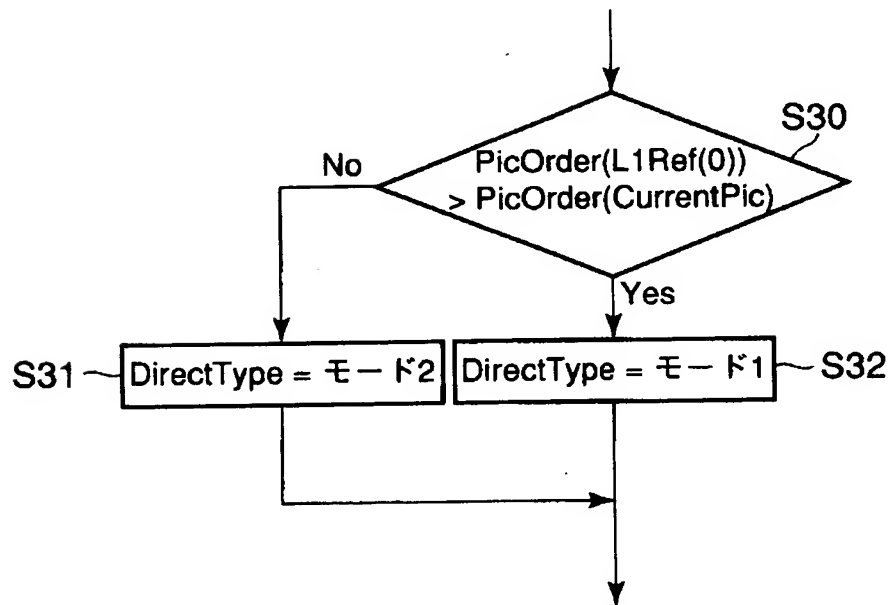 S30
PicOrder(L1Ref(0))
> PicOrder(CurrentPic)
No
Yes
S31
DirectType = モード2
DirectType = モード1
S32